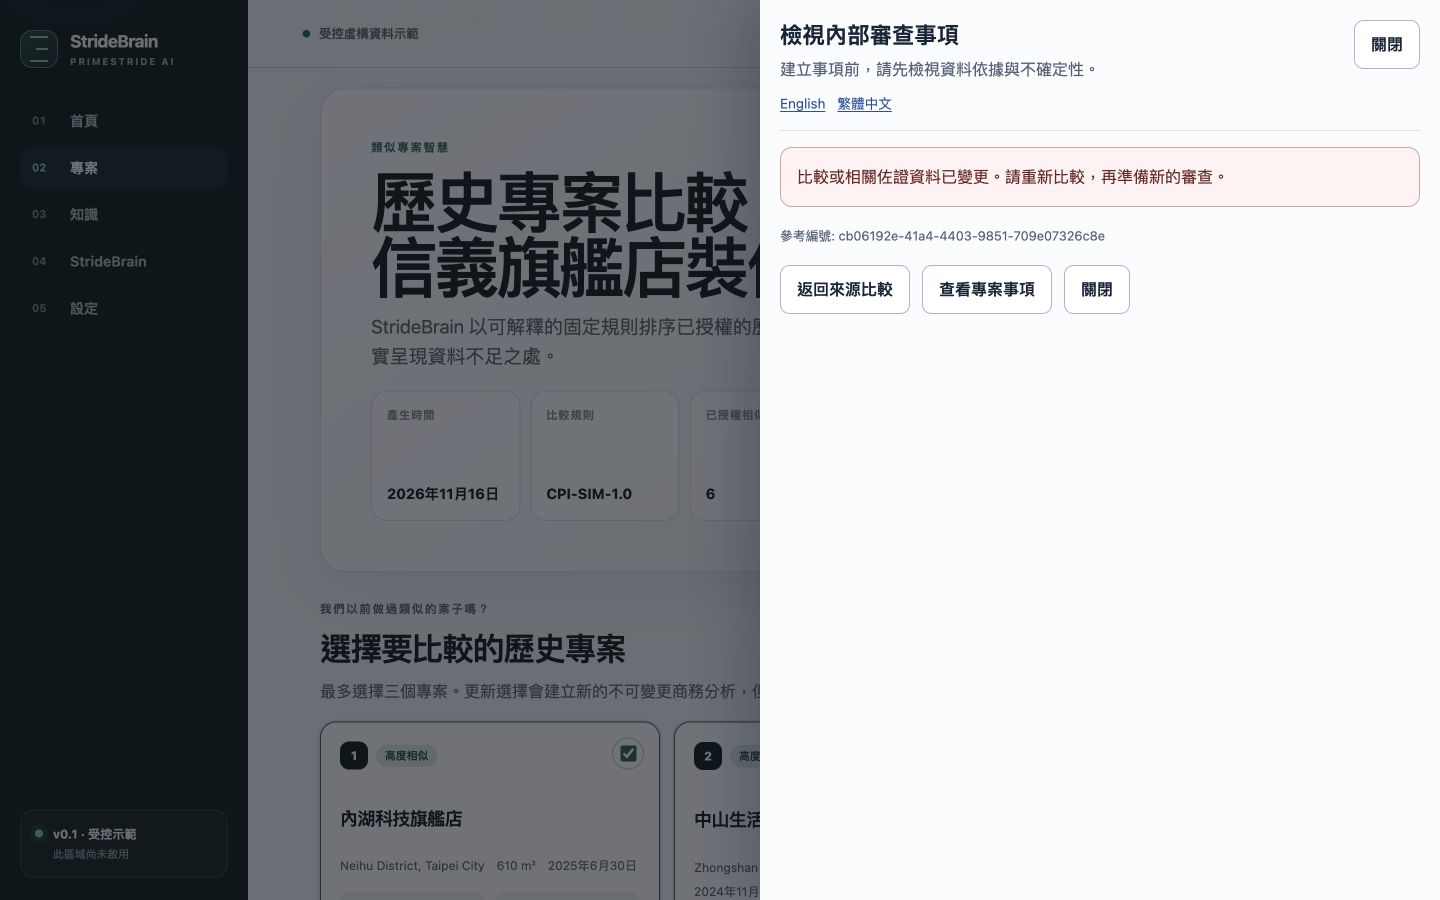 StrideBrain
PRIMESTRIDE AI
01 首頁
02 專案
03 知識
04 StrideBrain
05 設定
v0.1 · 受控示範
此區域尚未啟用
受控虛構資料示範
類似專案智慧
歷史專案比較
信義旗艦店裝
StrideBrain 以可解釋的固定規則排序已授權的
實呈現資料不足之處。
產生時間
2026年11月16日
比較規則
CPI-SIM-1.0
已授權相
6
我們以前做過類似的案子嗎？
選擇要比較的歷史專案
最多選擇三個專案。更新選擇會建立新的不可變更商務分析，
1 高度相似
內湖科技旗艦店
Neihu District, Taipei City 610 m² 2025年6月30日
2 高度
中山生活
Zhongshan
2024年11月
檢視內部審查事項
關閉
建立事項前，請先檢視資料依據與不確定性。
English 繁體中文
比較或相關佐證資料已變更。請重新比較，再準備新的審查。
參考編號: cb06192e-41a4-4403-9851-709e07326c8e
返回來源比較 查看專案事項 關閉